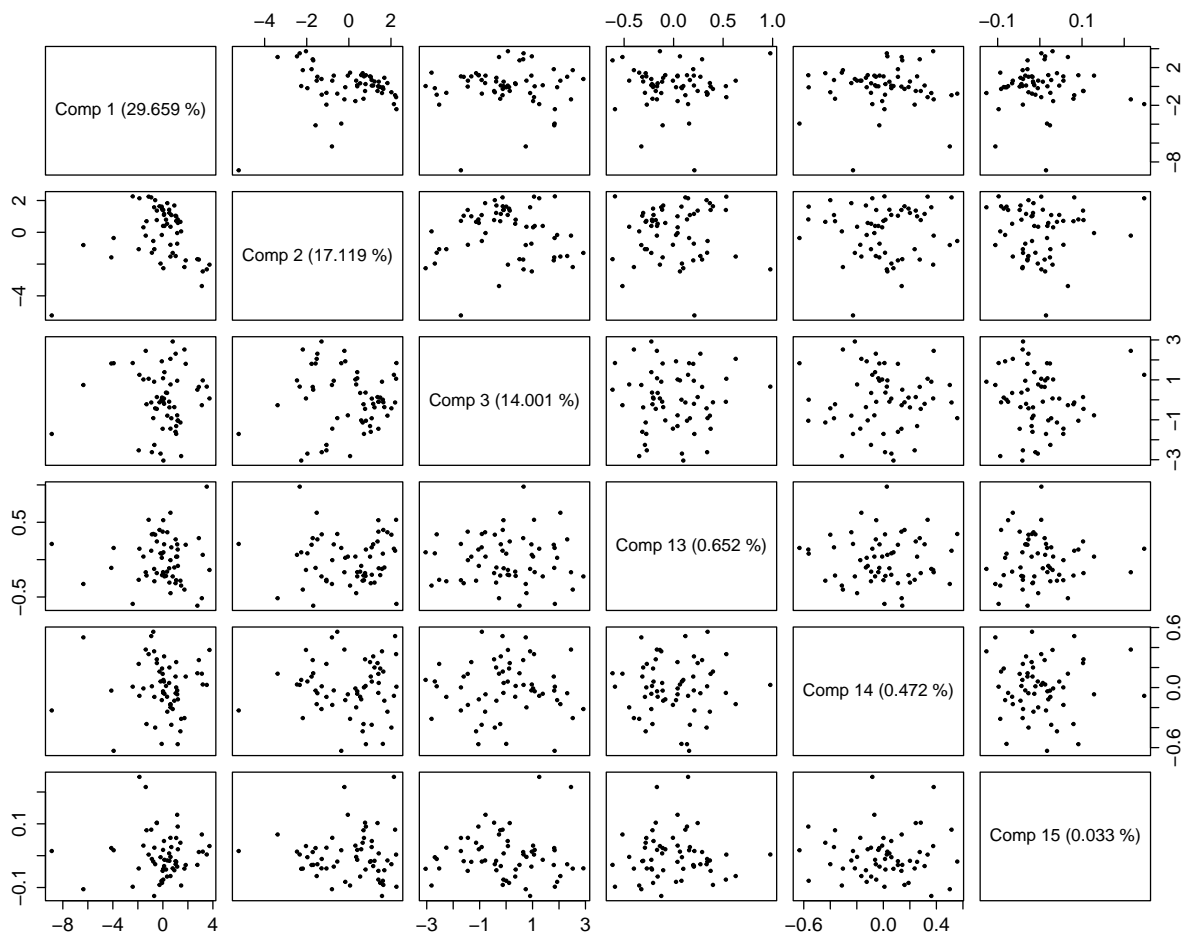 −4 −2 0 2 −0.5 0.0 0.5 1.0 −0.1 0.1
Comp 1 (29.659 %)
−8 −2 2
−4 0 2
Comp 2 (17.119 %)
Comp 3 (14.001 %)
−3 −1 1 3
−0.5 0.5
Comp 13 (0.652 %)
Comp 14 (0.472 %)
−0.6 0.0 0.6
−0.1 0.1
Comp 15 (0.033 %)
−8 −4 0 4 −3 −1 1 3 −0.6 0.0 0.4